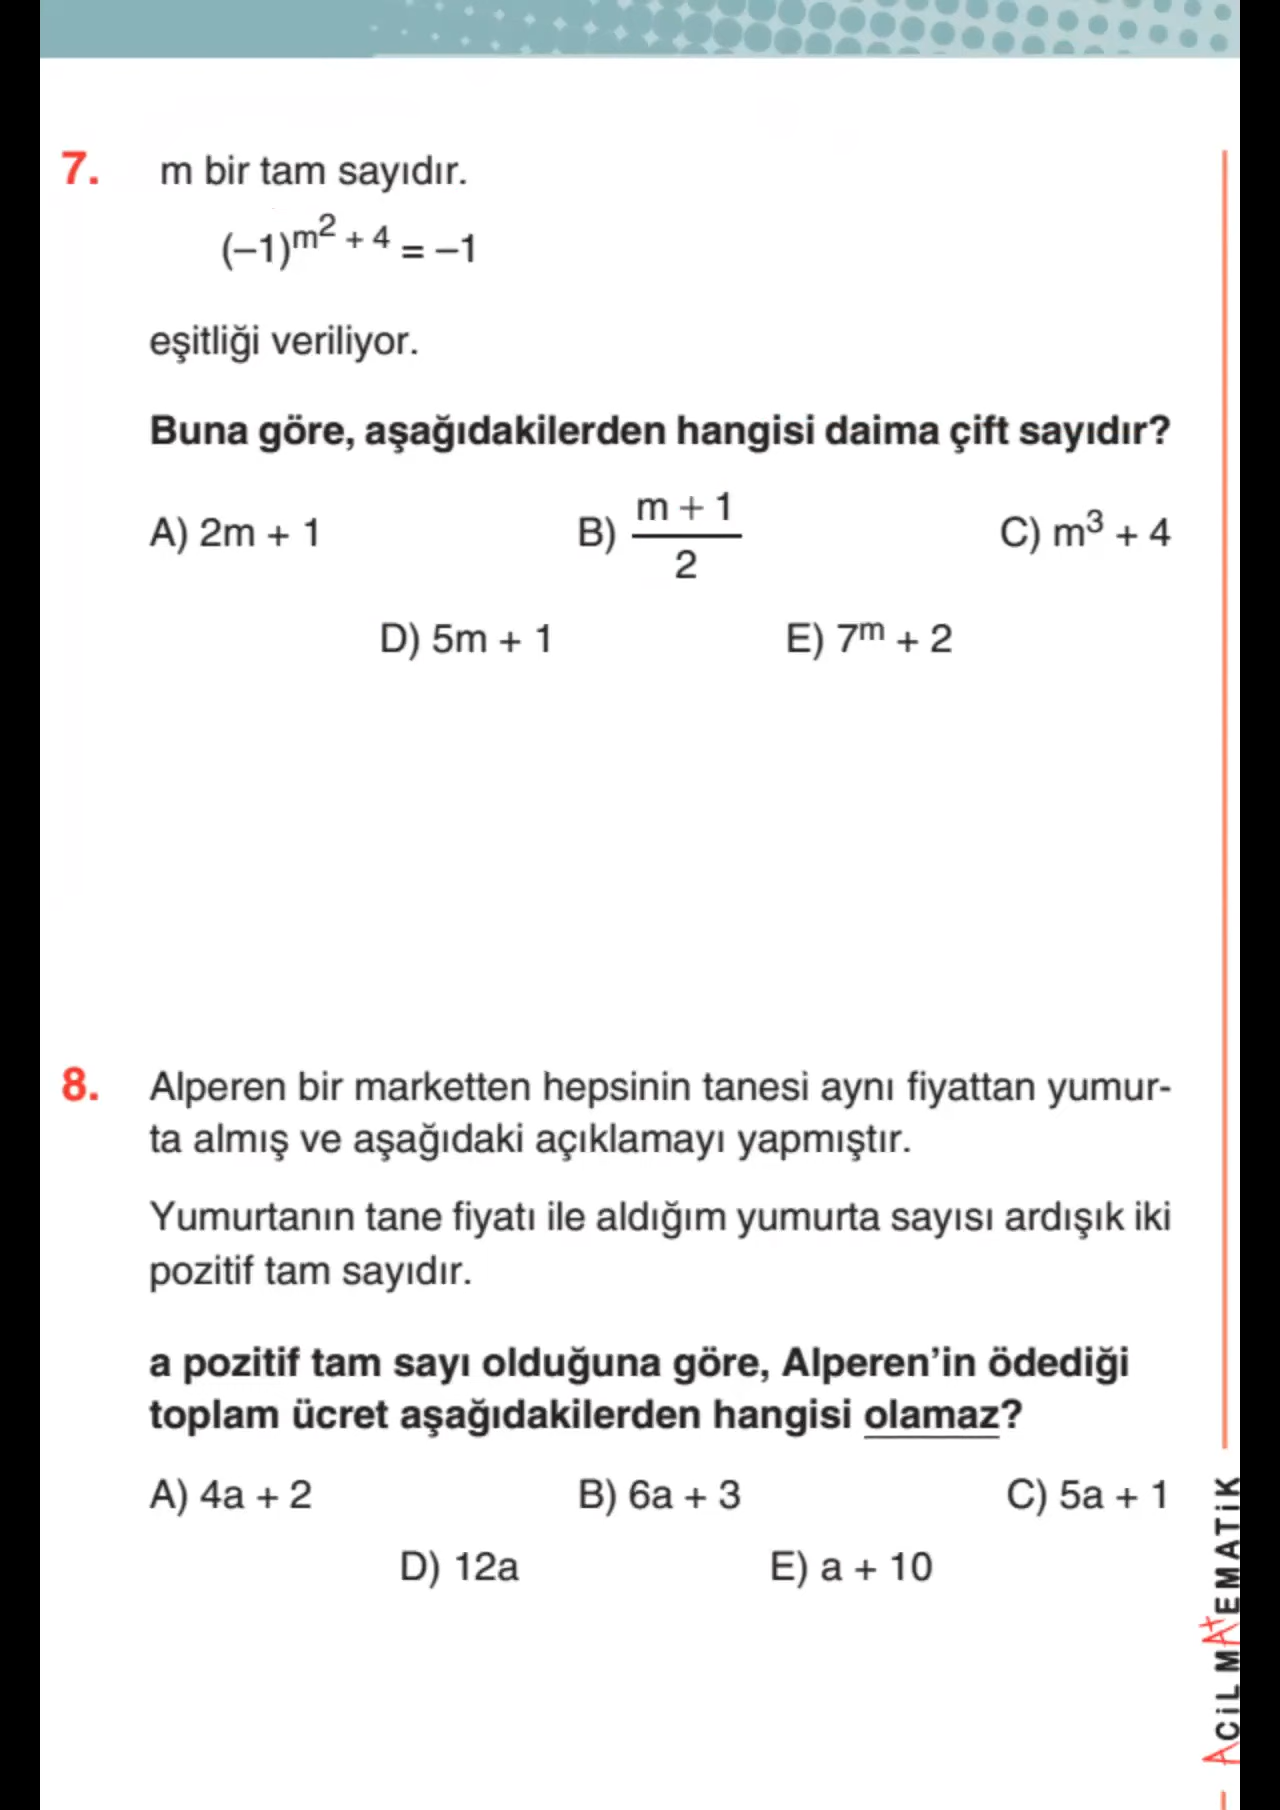 7. m bir tam sayıdır.
(–1)^{m² + 4} = –1
eşitliği veriliyor.
Buna göre, aşağıdakilerden hangisi daima çift sayıdır?
A) 2m + 1 B) (m + 1)/2 C) m³ + 4
D) 5m + 1 E) 7^m + 2
8. Alperen bir marketten hepsinin tanesi aynı fiyattan yumur-
ta almış ve aşağıdaki açıklamayı yapmıştır.
Yumurtanın tane fiyatı ile aldığım yumurta sayısı ardışık iki
pozitif tam sayıdır.
a pozitif tam sayı olduğuna göre, Alperen’in ödediği
toplam ücret aşağıdakilerden hangisi olamaz?
A) 4a + 2 B) 6a + 3 C) 5a + 1
D) 12a E) a + 10
ACİL MATEMATİK